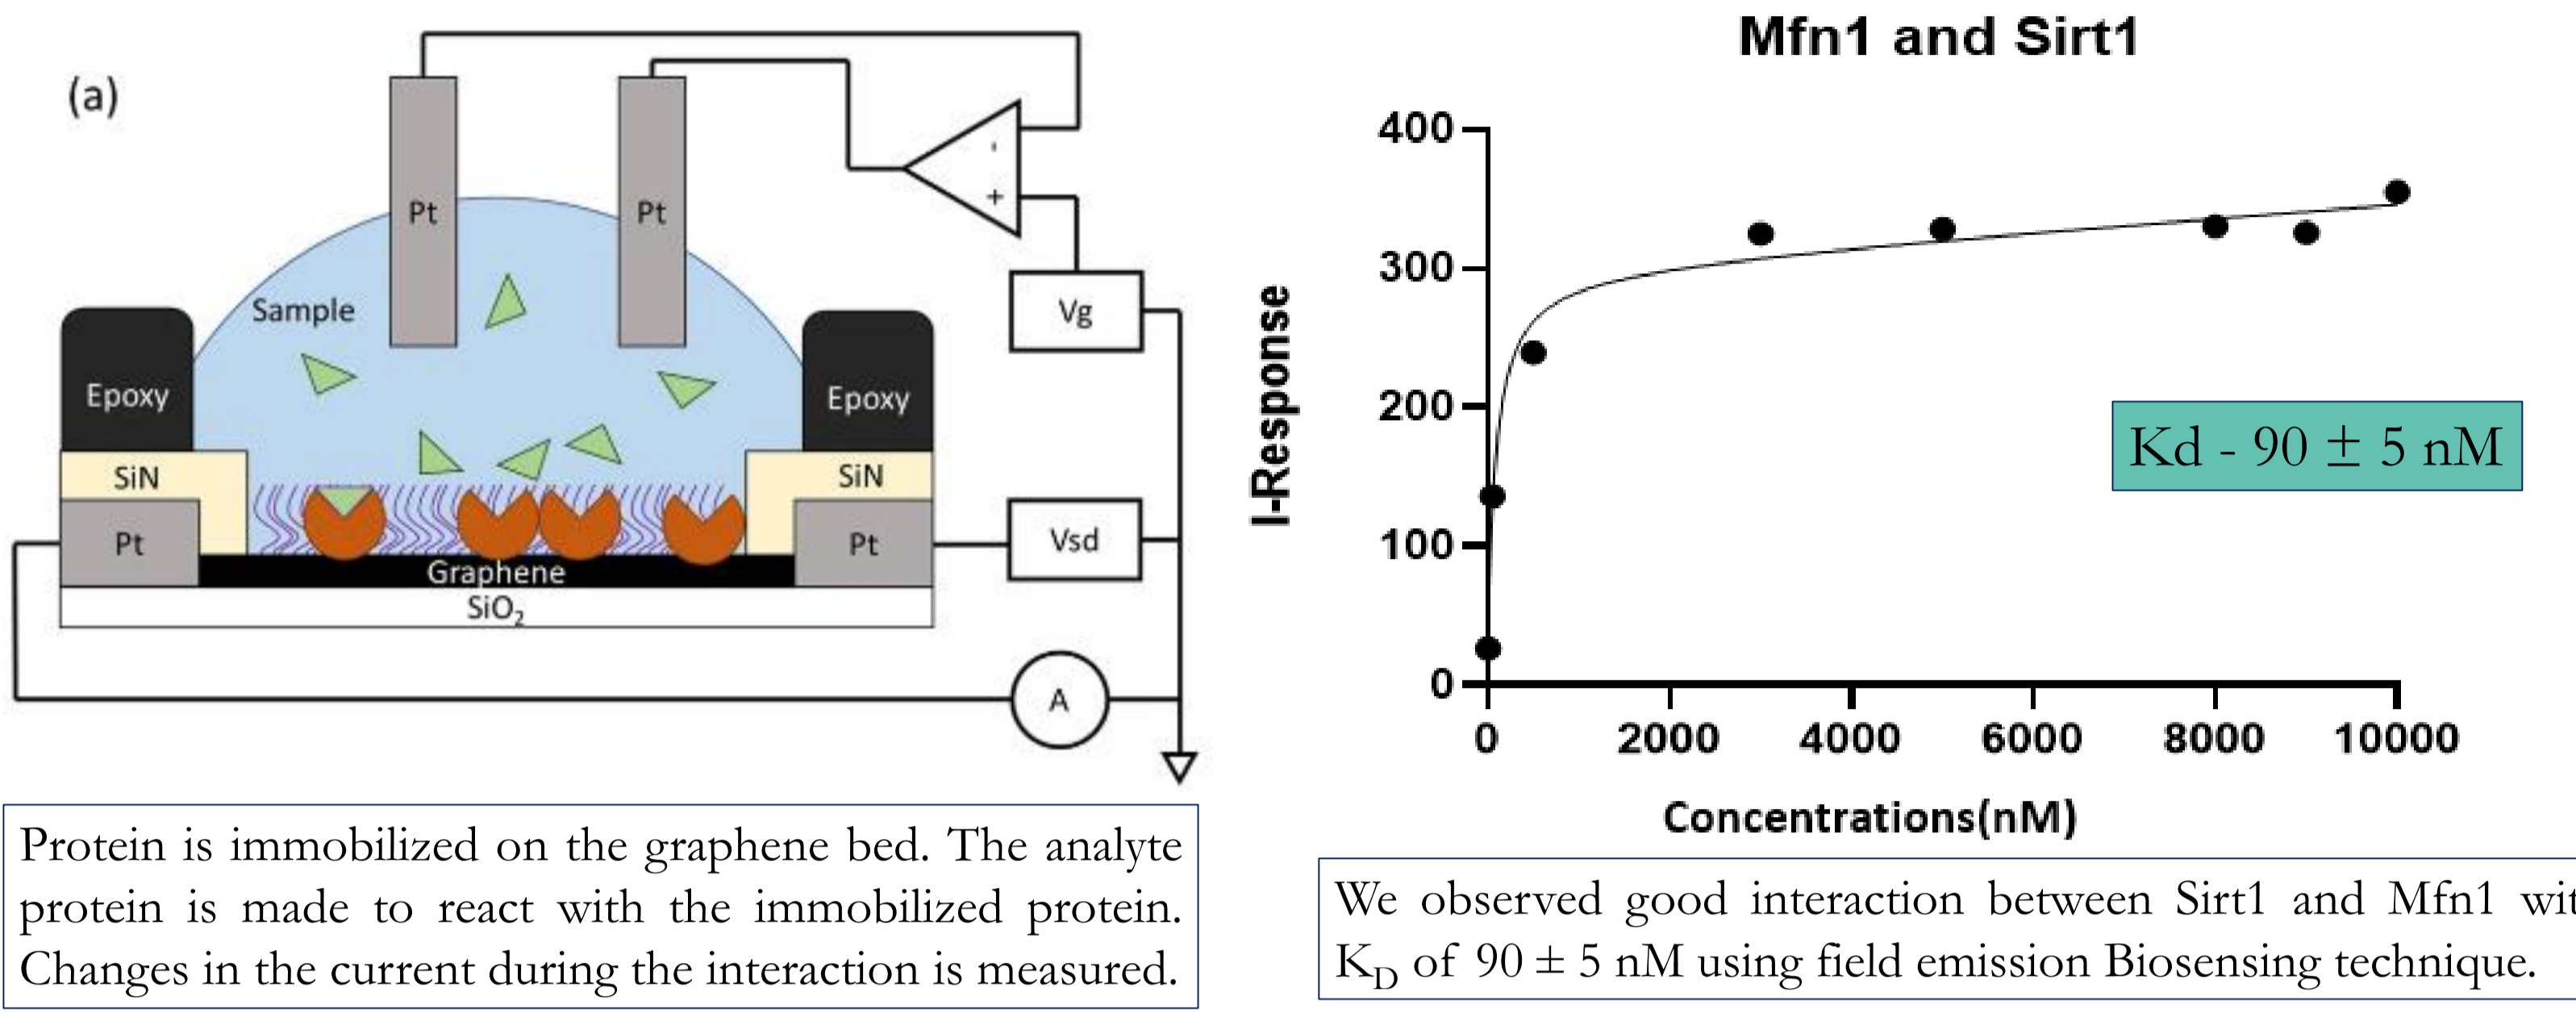 (a)
Pt
Pt
-
+
Vg
Sample
Epoxy
Epoxy
SiN
SiN
Pt
Pt
Vsd
Graphene
SiO₂
A
Protein is immobilized on the graphene bed. The analyte
protein is made to react with the immobilized protein.
Changes in the current during the interaction is measured.
Mfn1 and Sirt1
400
300
200
100
0
I-Response
Kd - 90 ± 5 nM
0 2000 4000 6000 8000 10000
Concentrations(nM)
We observed good interaction between Sirt1 and Mfn1 wit
K_D of 90 ± 5 nM using field emission Biosensing technique.